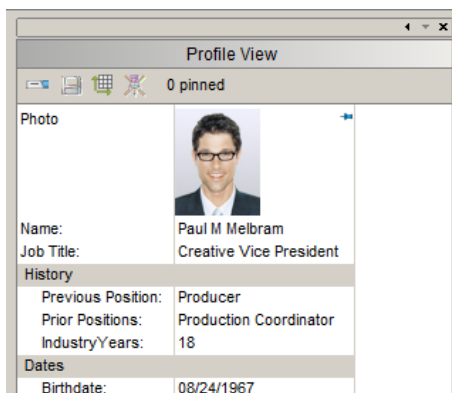 Profile View
0 pinned
Photo
Name: Paul M Melbram
Job Title: Creative Vice President
History
Previous Position: Producer
Prior Positions: Production Coordinator
IndustryYears: 18
Dates
Birthdate: 08/24/1967